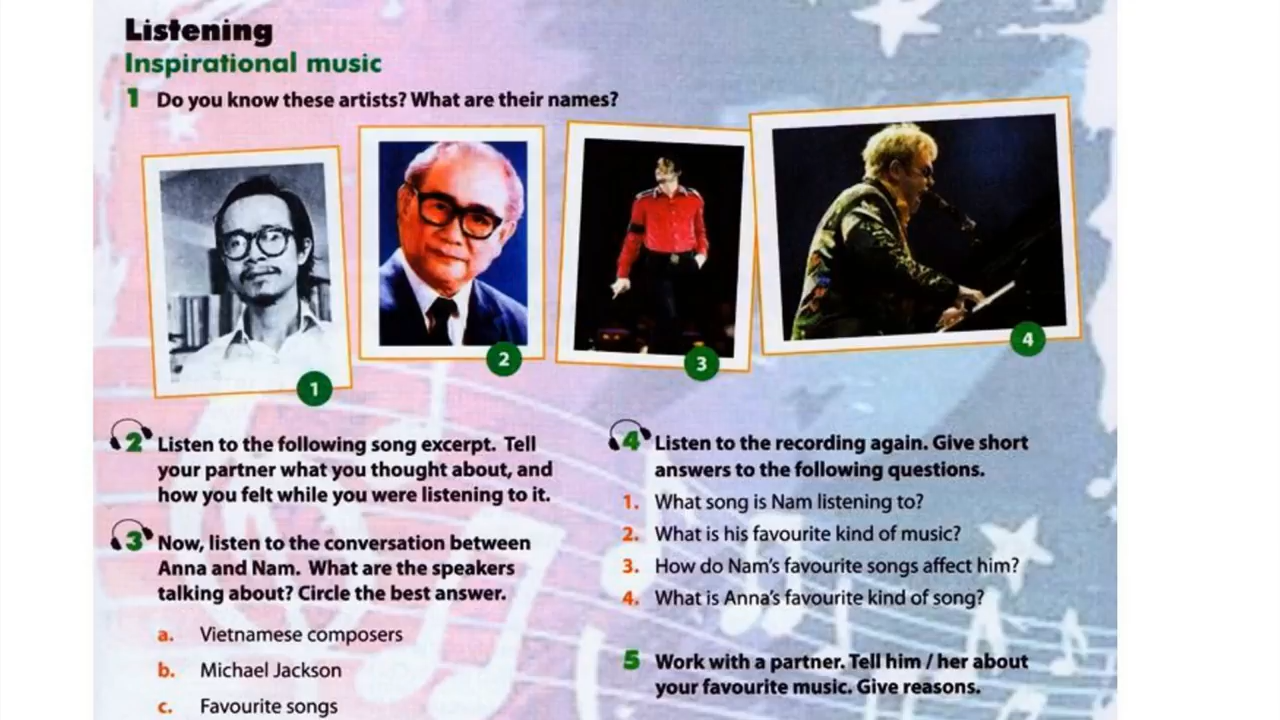 Listening
Inspirational music
1 Do you know these artists? What are their names?
1
2
3
4
2 Listen to the following song excerpt. Tell
your partner what you thought about, and
how you felt while you were listening to it.
3 Now, listen to the conversation between
Anna and Nam. What are the speakers
talking about? Circle the best answer.
a. Vietnamese composers
b. Michael Jackson
c. Favourite songs
4 Listen to the recording again. Give short
answers to the following questions.
1. What song is Nam listening to?
2. What is his favourite kind of music?
3. How do Nam's favourite songs affect him?
4. What is Anna's favourite kind of song?
5 Work with a partner. Tell him / her about
your favourite music. Give reasons.